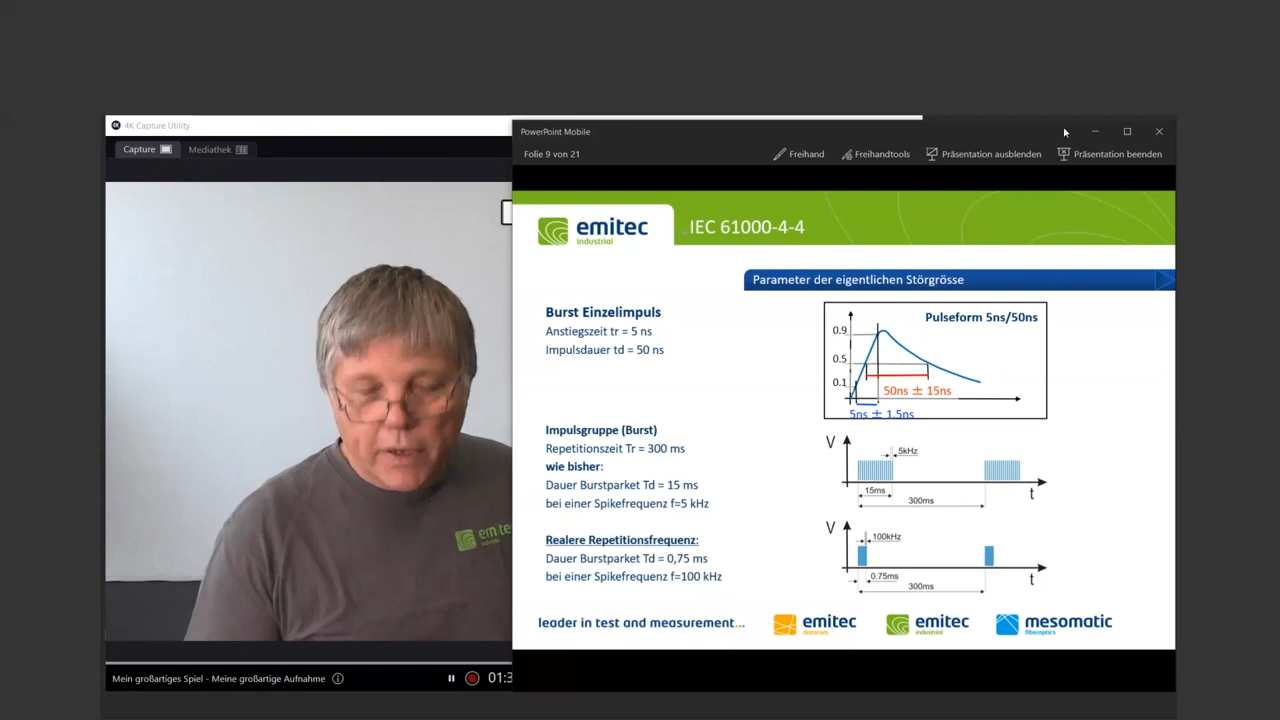 4K Capture Utility
Capture
Mediathek
PowerPoint Mobile
Folie 9 von 21
Freihand
Freihandtools
Präsentation ausblenden
Präsentation beenden
emitec
industrial
IEC 61000-4-4
Parameter der eigentlichen Störgrösse
Burst Einzelimpuls
Anstiegszeit tr = 5 ns
Impulsdauer td = 50 ns
Pulseform 5ns/50ns
0.9
0.5
0.1
50ns ± 15ns
5ns ± 1.5ns
Impulsgruppe (Burst)
Repetitionszeit Tr = 300 ms
wie bisher:
Dauer Burstparket Td = 15 ms
bei einer Spikefrequenz f=5 kHz
V
5kHz
15ms
300ms
t
Realere Repetitionsfrequenz:
Dauer Burstparket Td = 0,75 ms
bei einer Spikefrequenz f=100 kHz
V
100kHz
0.75ms
300ms
t
leader in test and measurement...
emitec
datacom
emitec
industrial
mesomatic
fiberoptics
Mein großartiges Spiel - Meine großartige Aufnahme